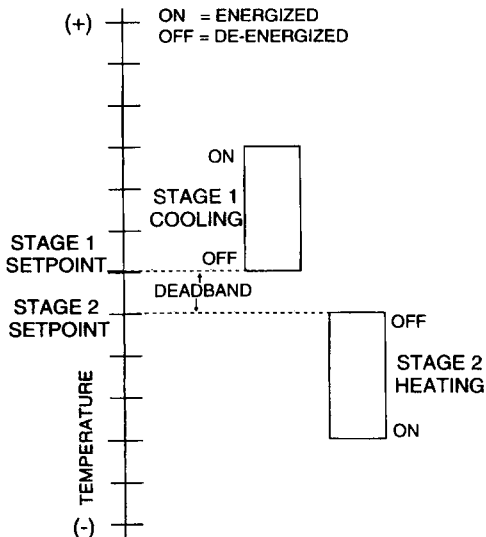 (+)
ON = ENERGIZED
OFF = DE-ENERGIZED
ON
STAGE 1
COOLING
OFF
STAGE 1
SETPOINT
DEADBAND
STAGE 2
SETPOINT
OFF
STAGE 2
HEATING
ON
TEMPERATURE
(-)